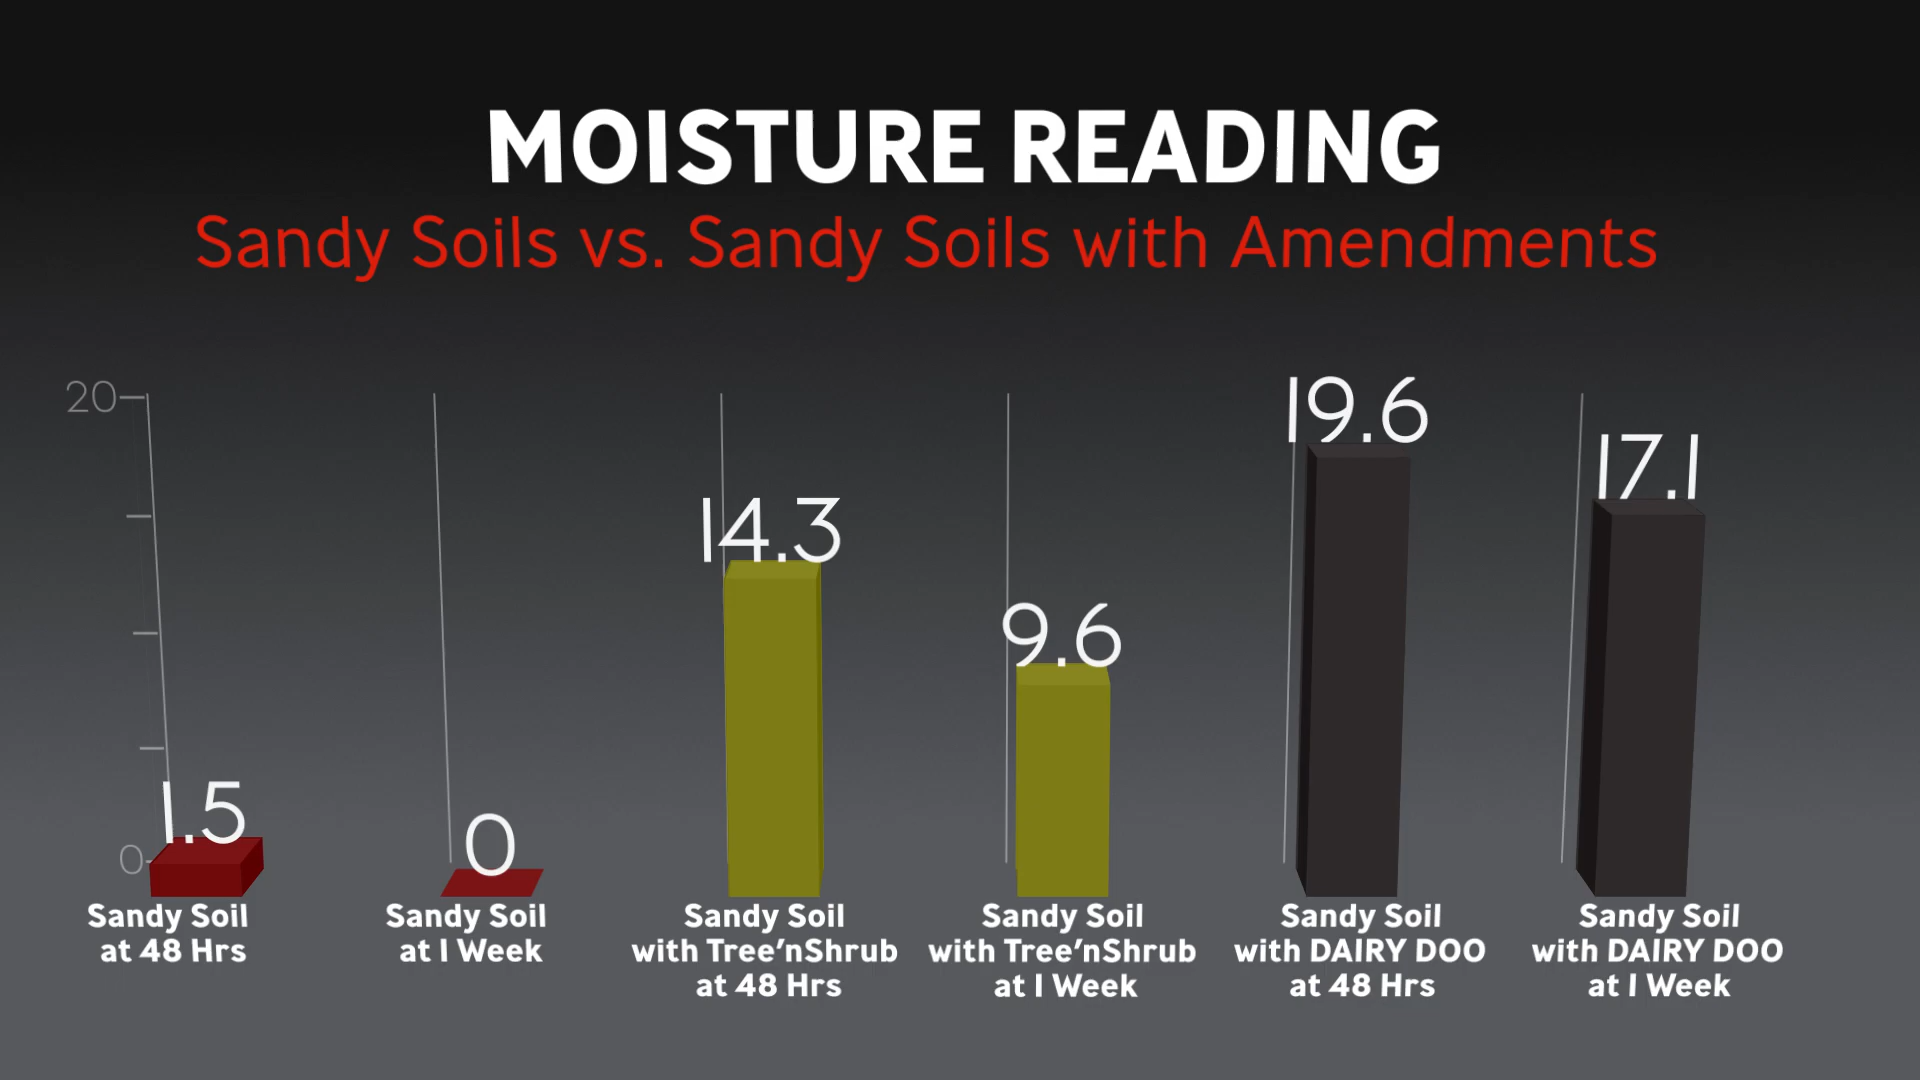 MOISTURE READING
Sandy Soils vs. Sandy Soils with Amendments
20
0
1.5
0
14.3
9.6
19.6
17.1
Sandy Soil
at 48 Hrs
Sandy Soil
at 1 Week
Sandy Soil
with Tree'nShrub
at 48 Hrs
Sandy Soil
with Tree'nShrub
at 1 Week
Sandy Soil
with DAIRY DOO
at 48 Hrs
Sandy Soil
with DAIRY DOO
at 1 Week